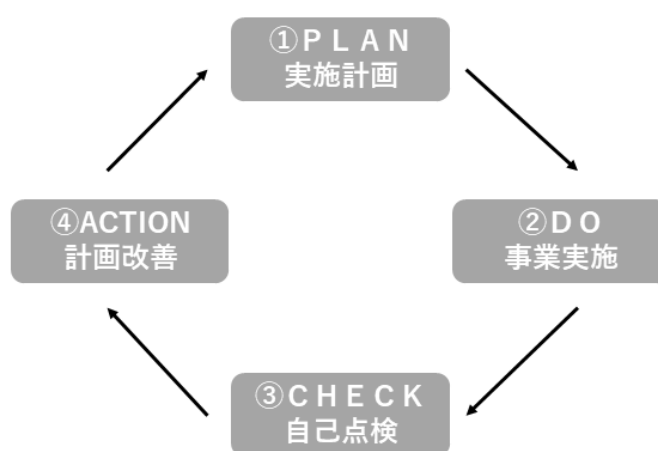 ①ＰＬＡＮ
実施計画
②ＤＯ
事業実施
③ＣＨＥＣＫ
自己点検
④ACTION
計画改善